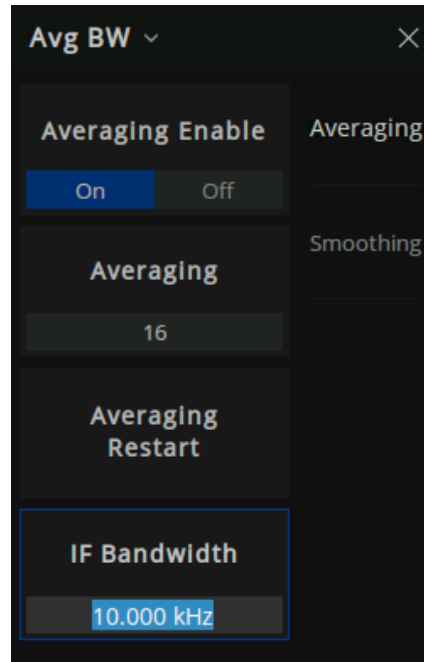 Avg BW
Averaging Enable
On Off
Averaging
16
Averaging
Restart
IF Bandwidth
10.000 kHz
Averaging
Smoothing